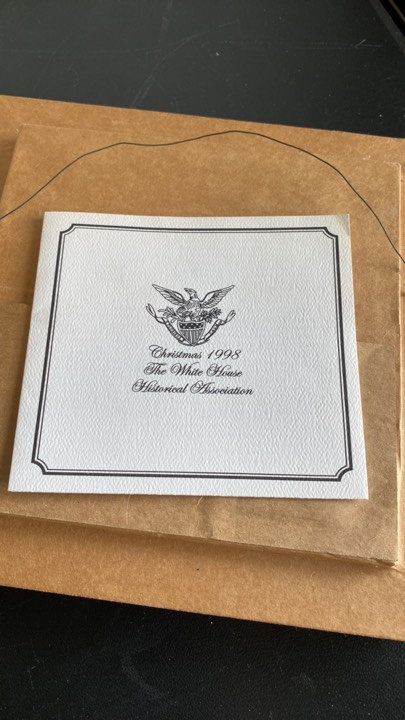 Christmas 1998
The White House
Historical Association